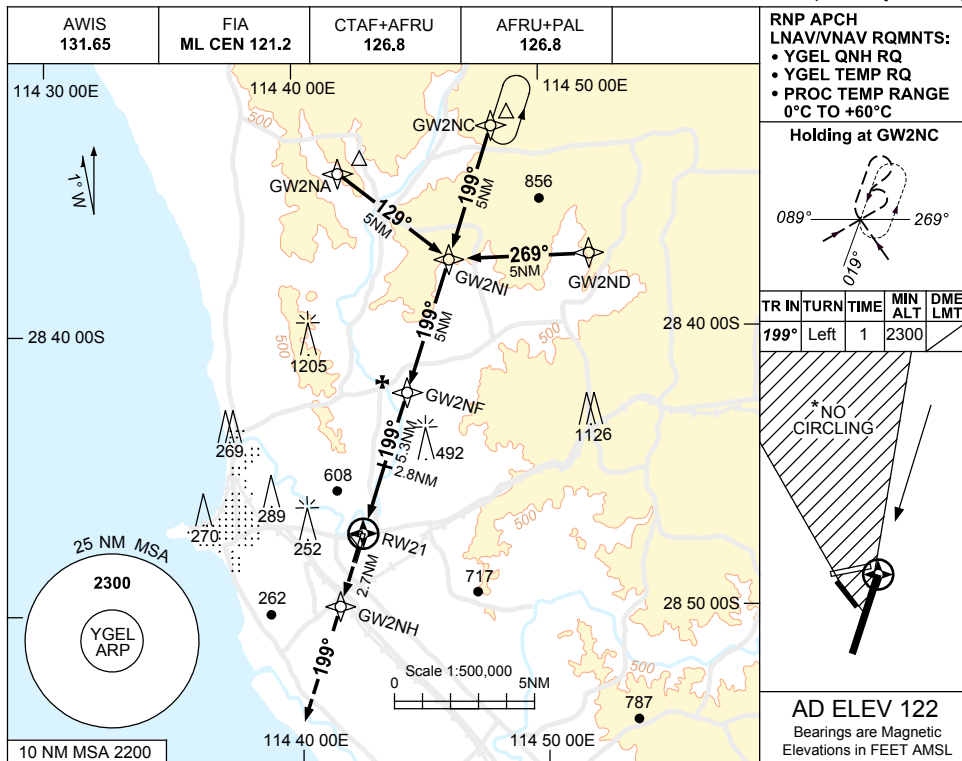 AWIS
131.65
FIA
ML CEN 121.2
CTAF+AFRU
126.8
AFRU+PAL
126.8
RNP APCH
LNAV/VNAV RQMNTS:
• YGEL QNH RQ
• YGEL TEMP RQ
• PROC TEMP RANGE
0°C TO +60°C
114 30 00E
114 40 00E
114 50 00E
500
GW2NC
GW2NA
1° W
199°
5NM
856
129°
5NM
269°
5NM
GW2NI
GW2ND
199°
5NM
28 40 00S
28 40 00S
500
500
1205
GW2NF
199°
5.3NM
2.8NM
492
1126
269
608
289
270
252
RW21
500
25 NM MSA
2300
YGEL
ARP
262
2.7NM
717
GW2NH
28 50 00S
199°
500
Scale 1:500,000
0
5NM
787
114 40 00E
114 50 00E
10 NM MSA 2200
Holding at GW2NC
089°
269°
019°
TR IN
TURN
TIME
MIN
ALT
DME
LMT
199°
Left
1
2300
*NO
CIRCLING
AD ELEV 122
Bearings are Magnetic
Elevations in FEET AMSL